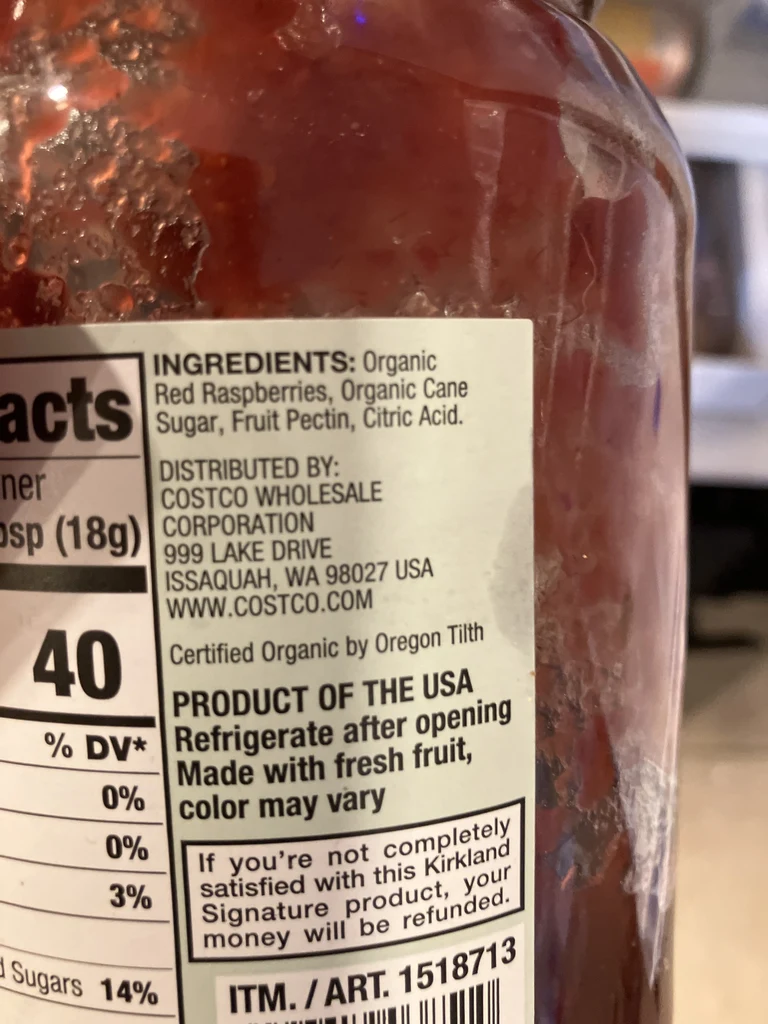 INGREDIENTS: Organic
Red Raspberries, Organic Cane
Sugar, Fruit Pectin, Citric Acid.
DISTRIBUTED BY:
COSTCO WHOLESALE
CORPORATION
999 LAKE DRIVE
ISSAQUAH, WA 98027 USA
WWW.COSTCO.COM
Certified Organic by Oregon Tilth
PRODUCT OF THE USA
Refrigerate after opening
Made with fresh fruit,
color may vary
If you're not completely
satisfied with this Kirkland
Signature product, your
money will be refunded.
ITM. / ART. 1518713
acts
ner
bsp (18g)
40
% DV*
0%
0%
3%
d Sugars 14%